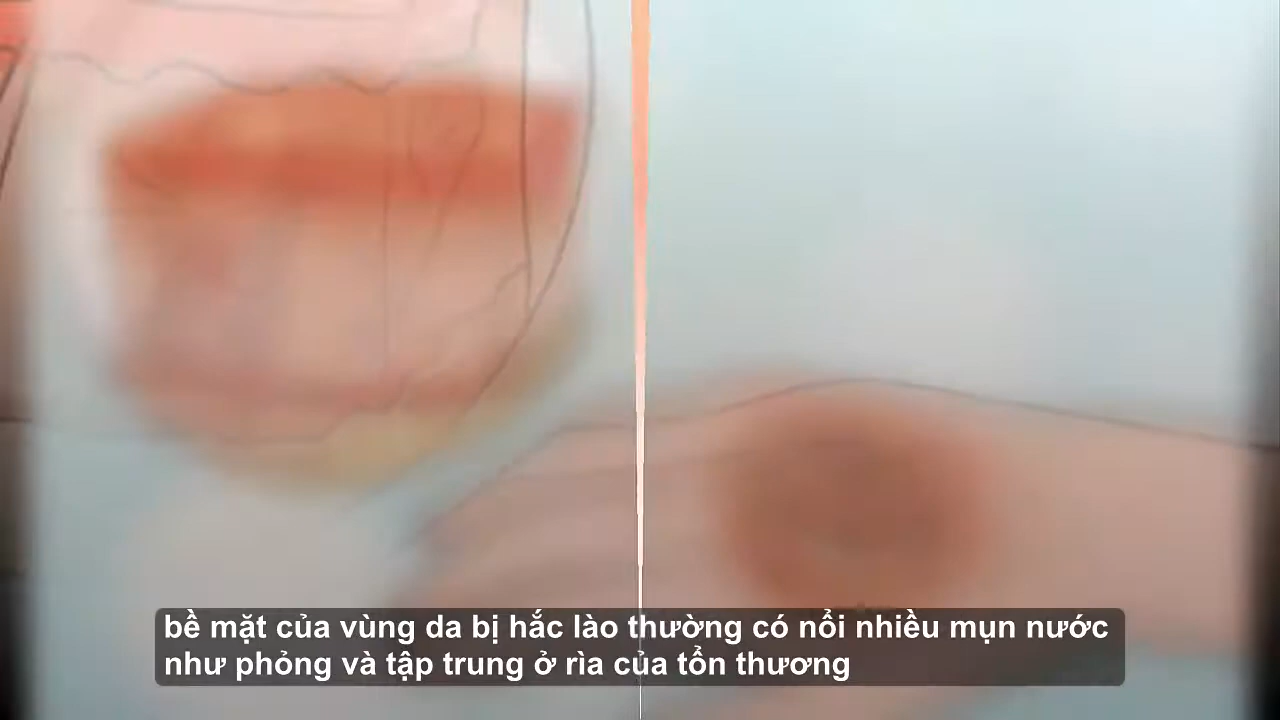 bề mặt của vùng da bị hắc lào thường có nổi nhiều mụn nước
như phỏng và tập trung ở rìa của tổn thương